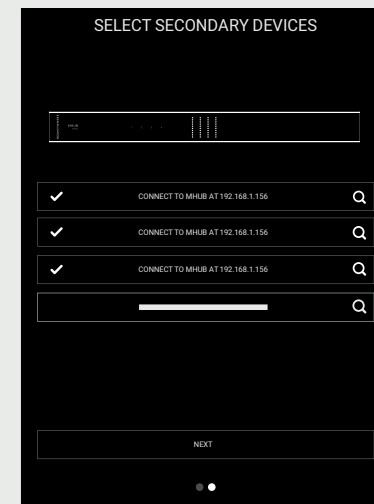 SELECT SECONDARY DEVICES
CONNECT TO MHUB AT 192.168.1.156
CONNECT TO MHUB AT 192.168.1.156
CONNECT TO MHUB AT 192.168.1.156
NEXT